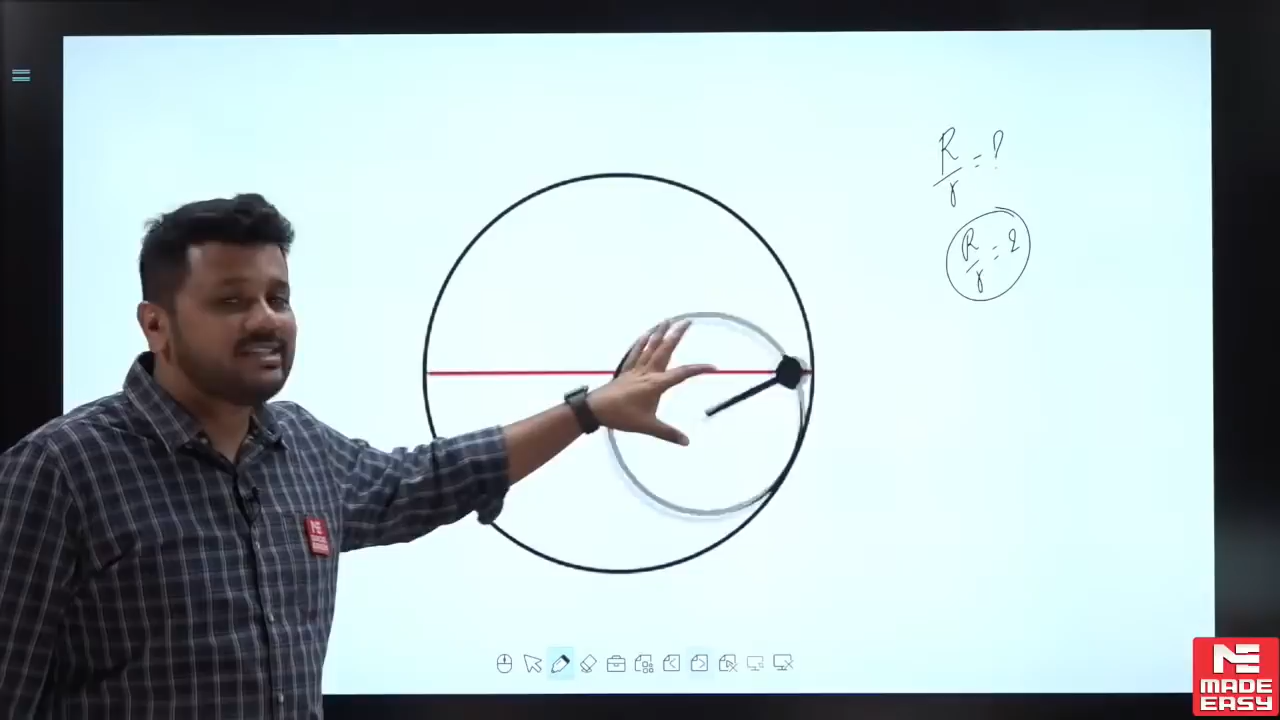 R/r = ?
R/r = 2
ME
MADE
EASY